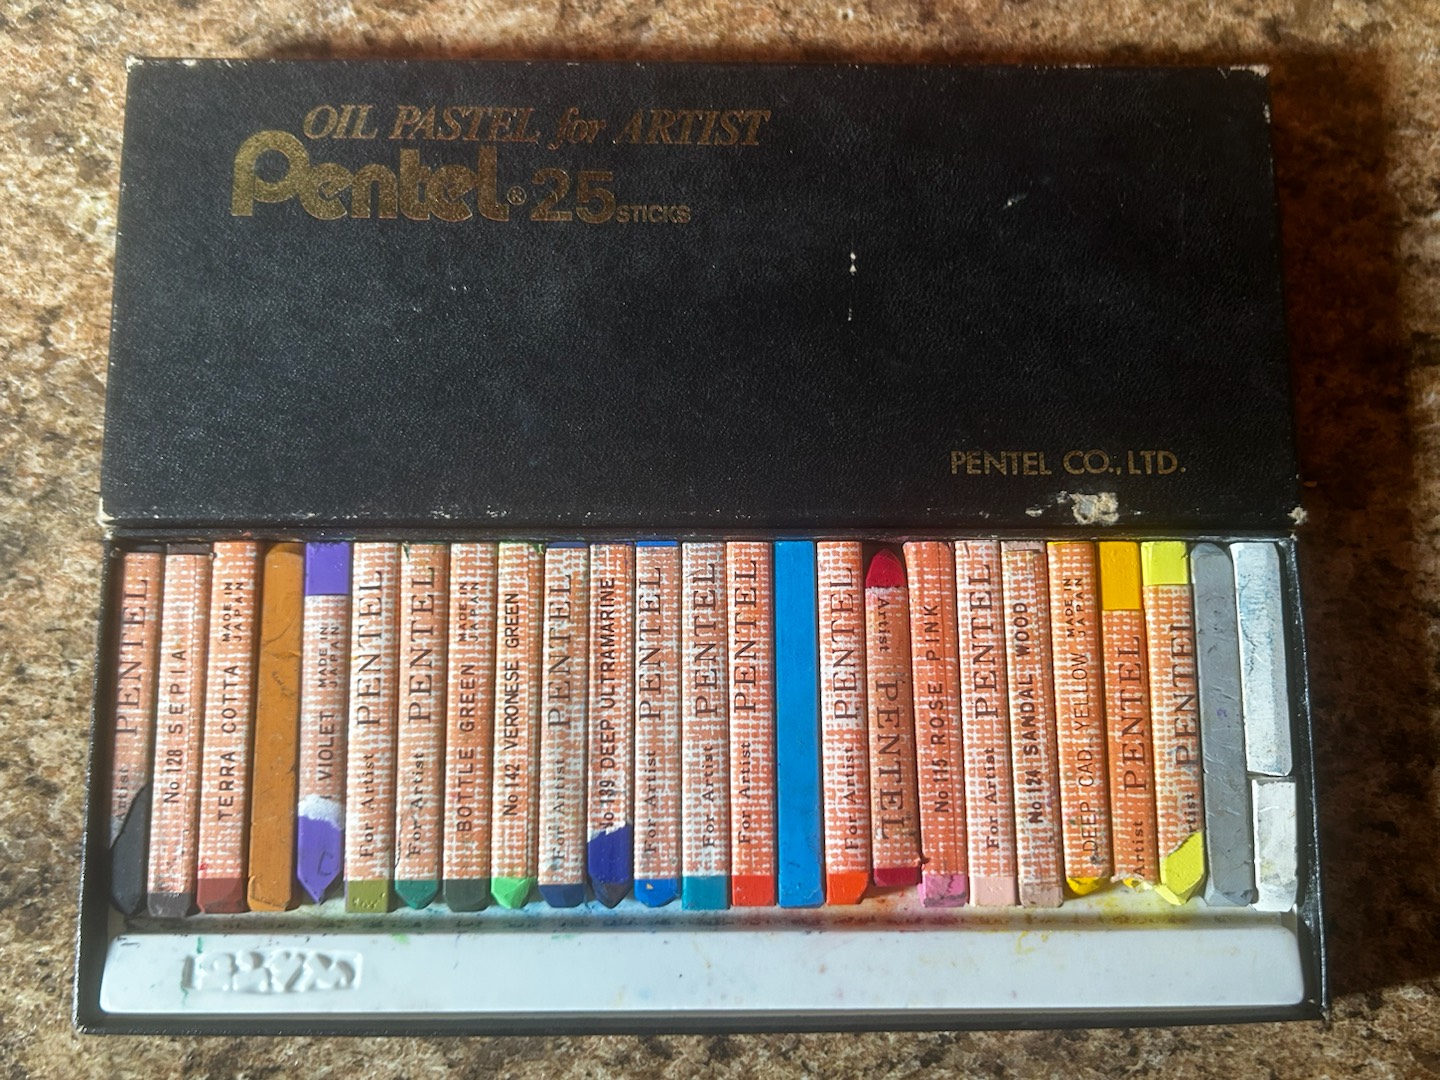 OIL PASTEL for ARTIST
Pentel® 25 STICKS
PENTEL CO., LTD.
Artist PENTEL
No 128 SEPIA
TERRA COTTA MADE IN JAPAN
VIOLET MADE IN JAPAN
For Artist PENTEL
For Artist PENTEL
BOTTLE GREEN MADE IN JAPAN
No 142 VERONESE GREEN
For Artist PENTEL
DEEP ULTRAMARINE
For Artist PENTEL
For Artist PENTEL
For Artist PENTEL
For Artist PENTEL
Artist PENTEL
No 115 ROSE PINK
For Artist PENTEL
No 124 SANDAL WOOD
DEEP CAD. YELLOW MADE IN JAPAN
Artist PENTEL
PENTEL